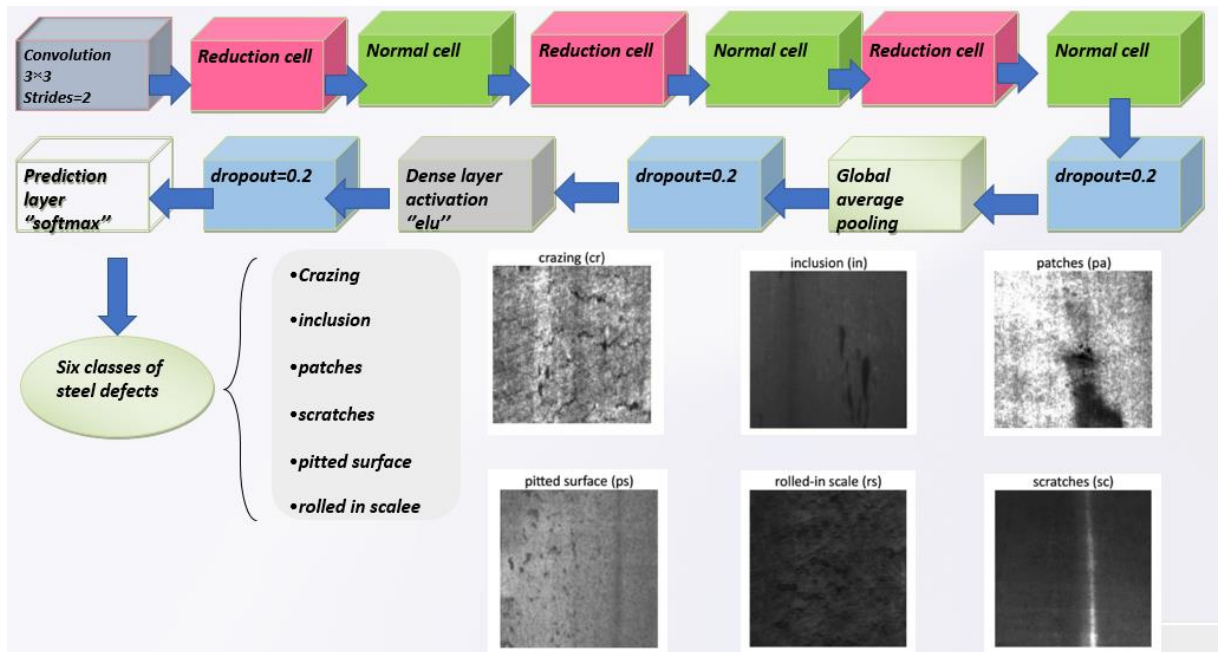 Convolution
3×3
Strides=2
Reduction cell
Normal cell
Reduction cell
Normal cell
Reduction cell
Normal cell
dropout=0.2
Global
average
pooling
dropout=0.2
Dense layer
activation
‘’elu’’
dropout=0.2
Prediction
layer
‘’softmax’’
Six classes of
steel defects
•Crazing
•inclusion
•patches
•scratches
•pitted surface
•rolled in scalee
crazing (cr)
inclusion (in)
patches (pa)
pitted surface (ps)
rolled-in scale (rs)
scratches (sc)